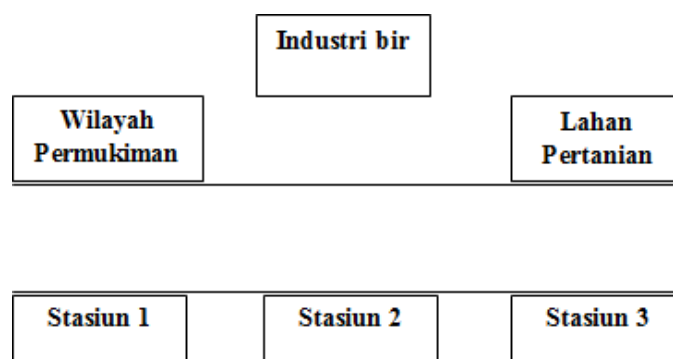 Industri bir
Wilayah
Permukiman
Lahan
Pertanian
Stasiun 1
Stasiun 2
Stasiun 3